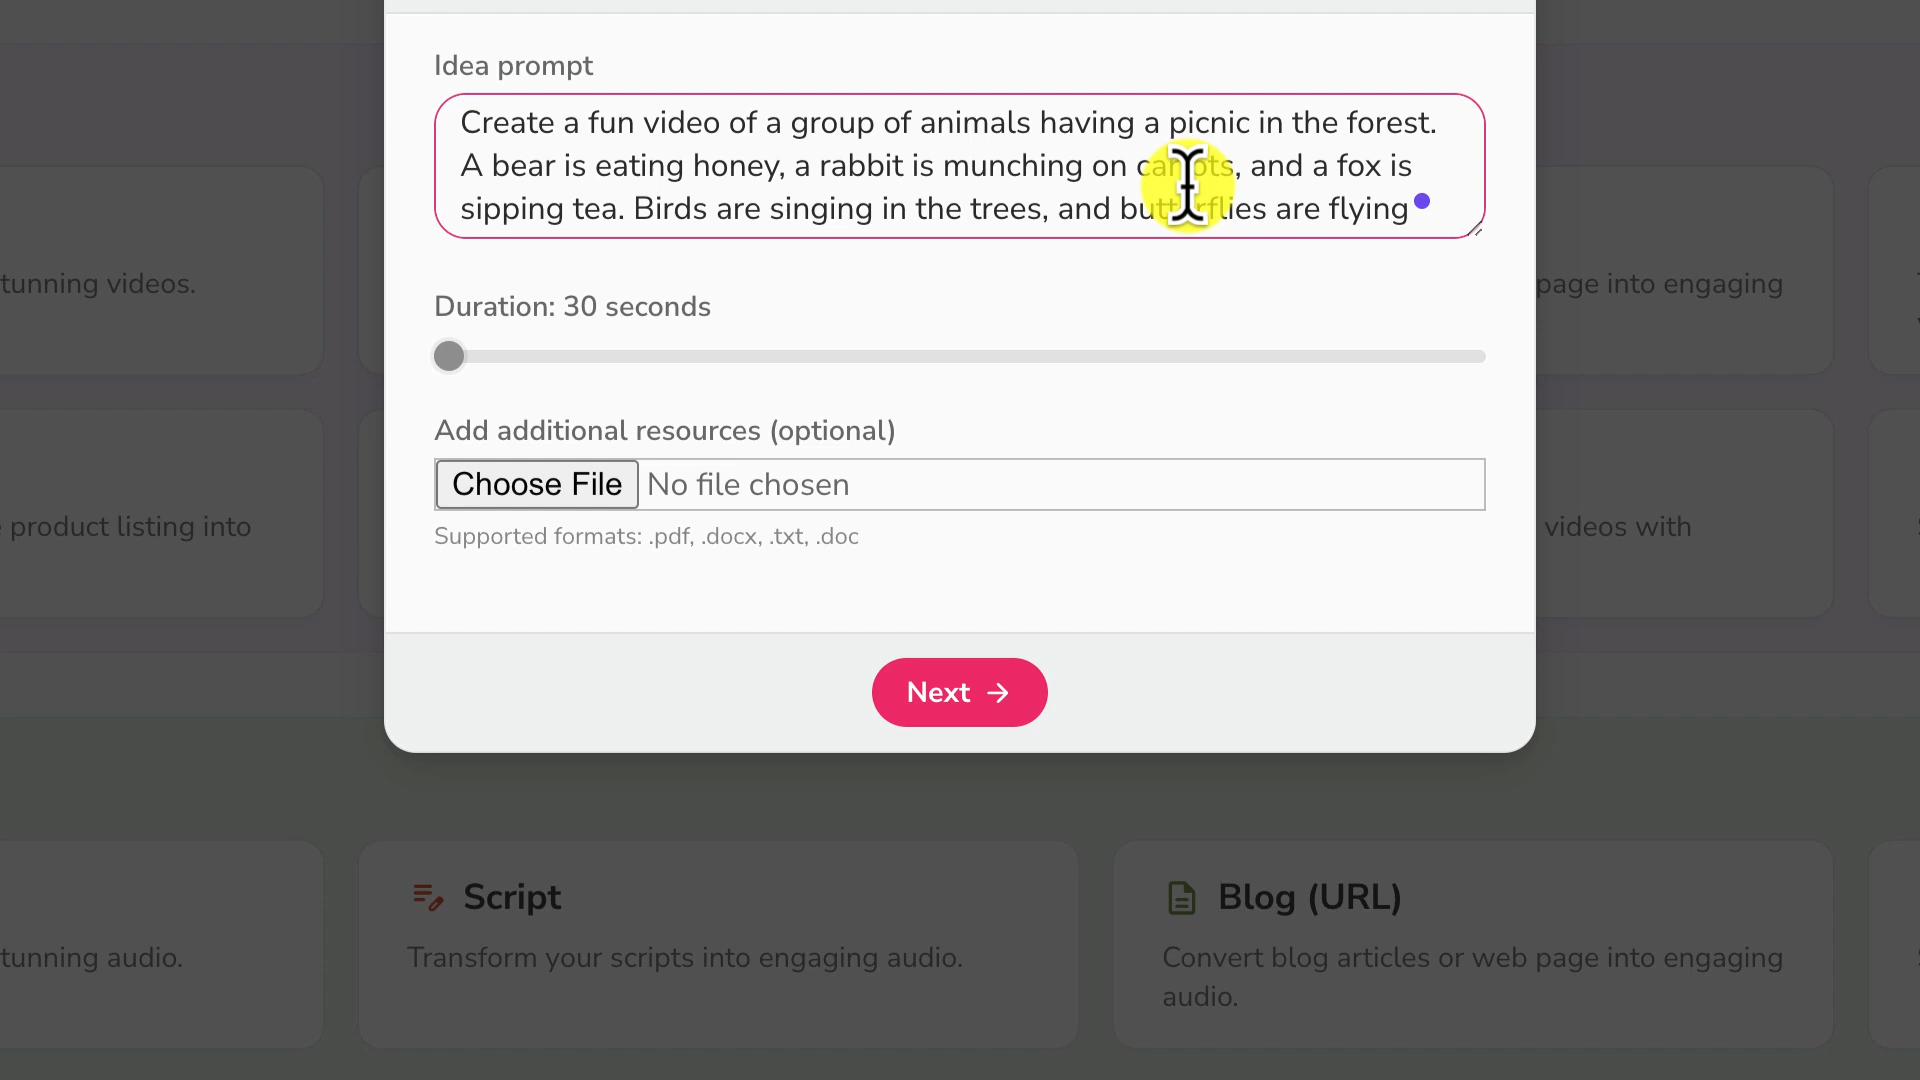 Idea prompt
Create a fun video of a group of animals having a picnic in the forest.
A bear is eating honey, a rabbit is munching on carrots, and a fox is
sipping tea. Birds are singing in the trees, and butterflies are flying
Duration: 30 seconds
tunning videos.
page into engaging
Add additional resources (optional)
Choose File No file chosen
product listing into
videos with
Supported formats: .pdf, .docx, .txt, .doc
Next →
Script
Blog (URL)
tunning audio.
Transform your scripts into engaging audio.
Convert blog articles or web page into engaging
audio.